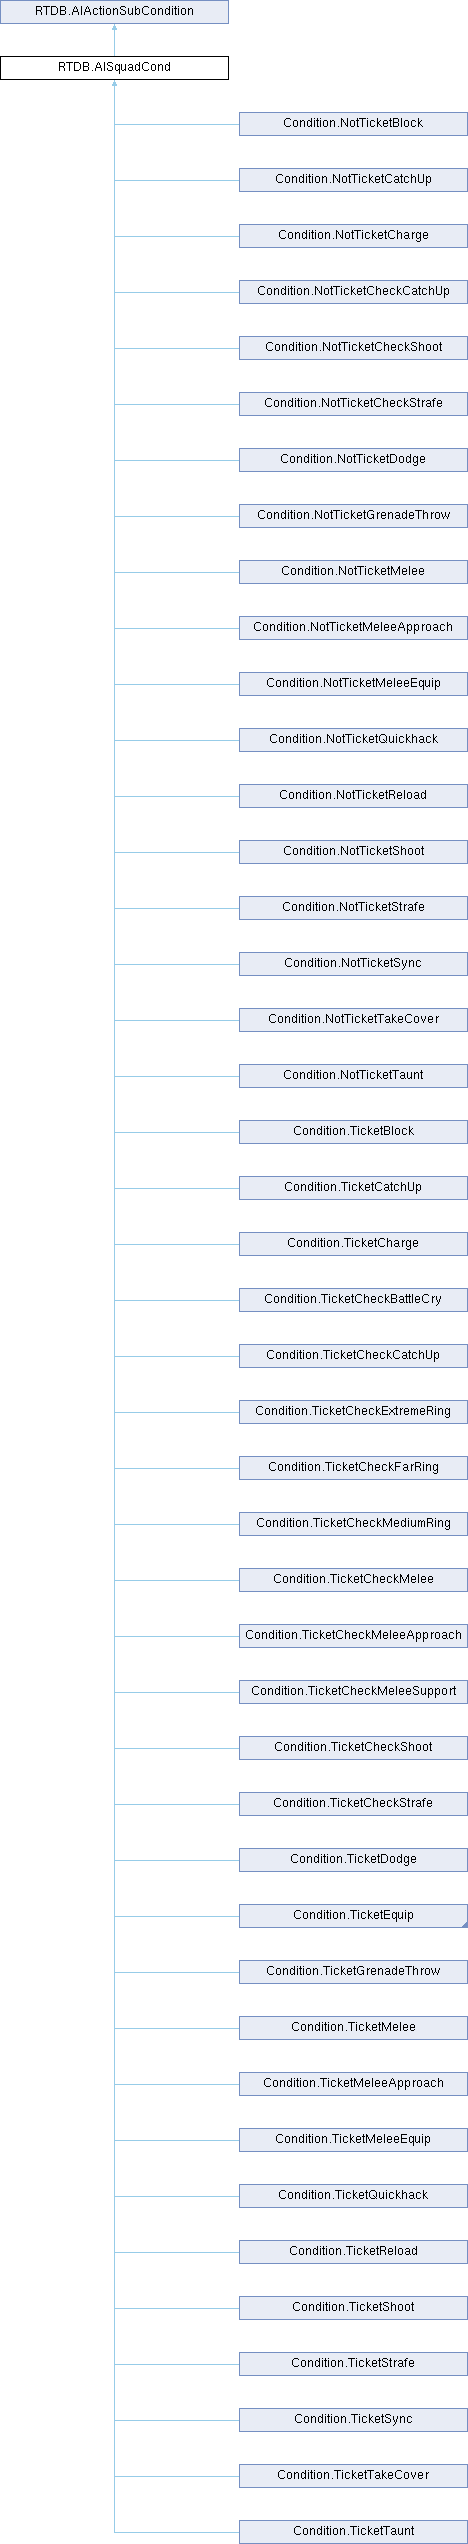 RTDB.AIActionSubCondition
RTDB.AISquadCond
Condition.NotTicketBlock
Condition.NotTicketCatchUp
Condition.NotTicketCharge
Condition.NotTicketCheckCatchUp
Condition.NotTicketCheckShoot
Condition.NotTicketCheckStrafe
Condition.NotTicketDodge
Condition.NotTicketGrenadeThrow
Condition.NotTicketMelee
Condition.NotTicketMeleeApproach
Condition.NotTicketMeleeEquip
Condition.NotTicketQuickhack
Condition.NotTicketReload
Condition.NotTicketShoot
Condition.NotTicketStrafe
Condition.NotTicketSync
Condition.NotTicketTakeCover
Condition.NotTicketTaunt
Condition.TicketBlock
Condition.TicketCatchUp
Condition.TicketCharge
Condition.TicketCheckBattleCry
Condition.TicketCheckCatchUp
Condition.TicketCheckExtremeRing
Condition.TicketCheckFarRing
Condition.TicketCheckMediumRing
Condition.TicketCheckMelee
Condition.TicketCheckMeleeApproach
Condition.TicketCheckMeleeSupport
Condition.TicketCheckShoot
Condition.TicketCheckStrafe
Condition.TicketDodge
Condition.TicketEquip
Condition.TicketGrenadeThrow
Condition.TicketMelee
Condition.TicketMeleeApproach
Condition.TicketMeleeEquip
Condition.TicketQuickhack
Condition.TicketReload
Condition.TicketShoot
Condition.TicketStrafe
Condition.TicketSync
Condition.TicketTakeCover
Condition.TicketTaunt